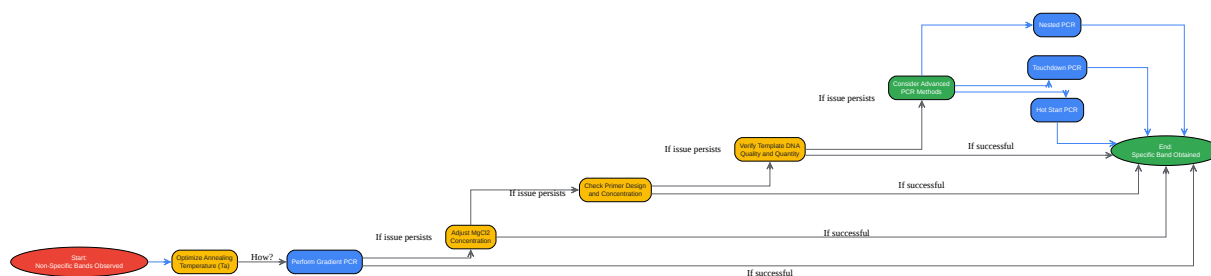 Nested PCR
Touchdown PCR
Consider Advanced
PCR Methods
If issue persists
Hot Start PCR
Verify Template DNA
Quality and Quantity
If issue persists
If successful
End:
Specific Band Obtained
Check Primer Design
and Concentration
If issue persists
If successful
Adjust MgCl2
Concentration
If issue persists
If successful
Start:
Non-Specific Bands Observed
Optimize Annealing
Temperature (Ta)
How?
Perform Gradient PCR
If successful